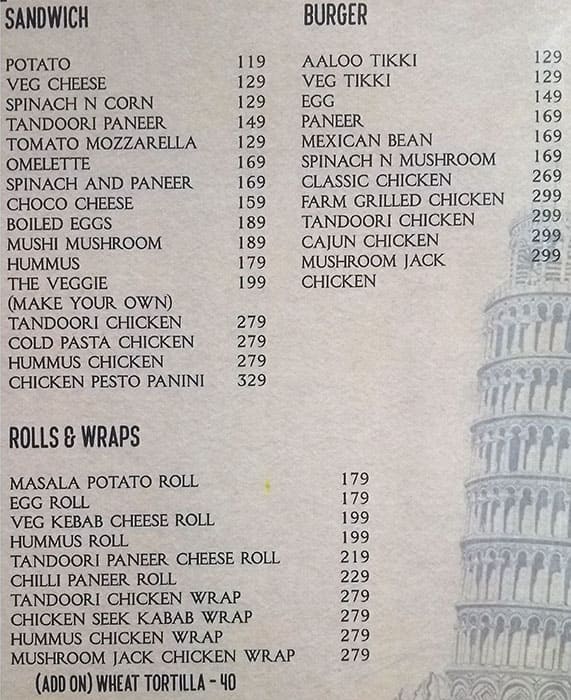 SANDWICH
POTATO 119
VEG CHEESE 129
SPINACH N CORN 129
TANDOORI PANEER 149
TOMATO MOZZARELLA 129
OMELETTE 169
SPINACH AND PANEER 169
CHOCO CHEESE 159
BOILED EGGS 189
MUSHI MUSHROOM 189
HUMMUS 179
THE VEGGIE 199
(MAKE YOUR OWN)
TANDOORI CHICKEN 279
COLD PASTA CHICKEN 279
HUMMUS CHICKEN 279
CHICKEN PESTO PANINI 329
BURGER
AALOO TIKKI 129
VEG TIKKI 129
EGG 149
PANEER 169
MEXICAN BEAN 169
SPINACH N MUSHROOM 169
CLASSIC CHICKEN 269
FARM GRILLED CHICKEN 299
TANDOORI CHICKEN 299
CAJUN CHICKEN 299
MUSHROOM JACK 299
CHICKEN
ROLLS & WRAPS
MASALA POTATO ROLL 179
EGG ROLL 179
VEG KEBAB CHEESE ROLL 199
HUMMUS ROLL 199
TANDOORI PANEER CHEESE ROLL 219
CHILLI PANEER ROLL 229
TANDOORI CHICKEN WRAP 279
CHICKEN SEEK KABAB WRAP 279
HUMMUS CHICKEN WRAP 279
MUSHROOM JACK CHICKEN WRAP 279
(ADD ON) WHEAT TORTILLA - 40